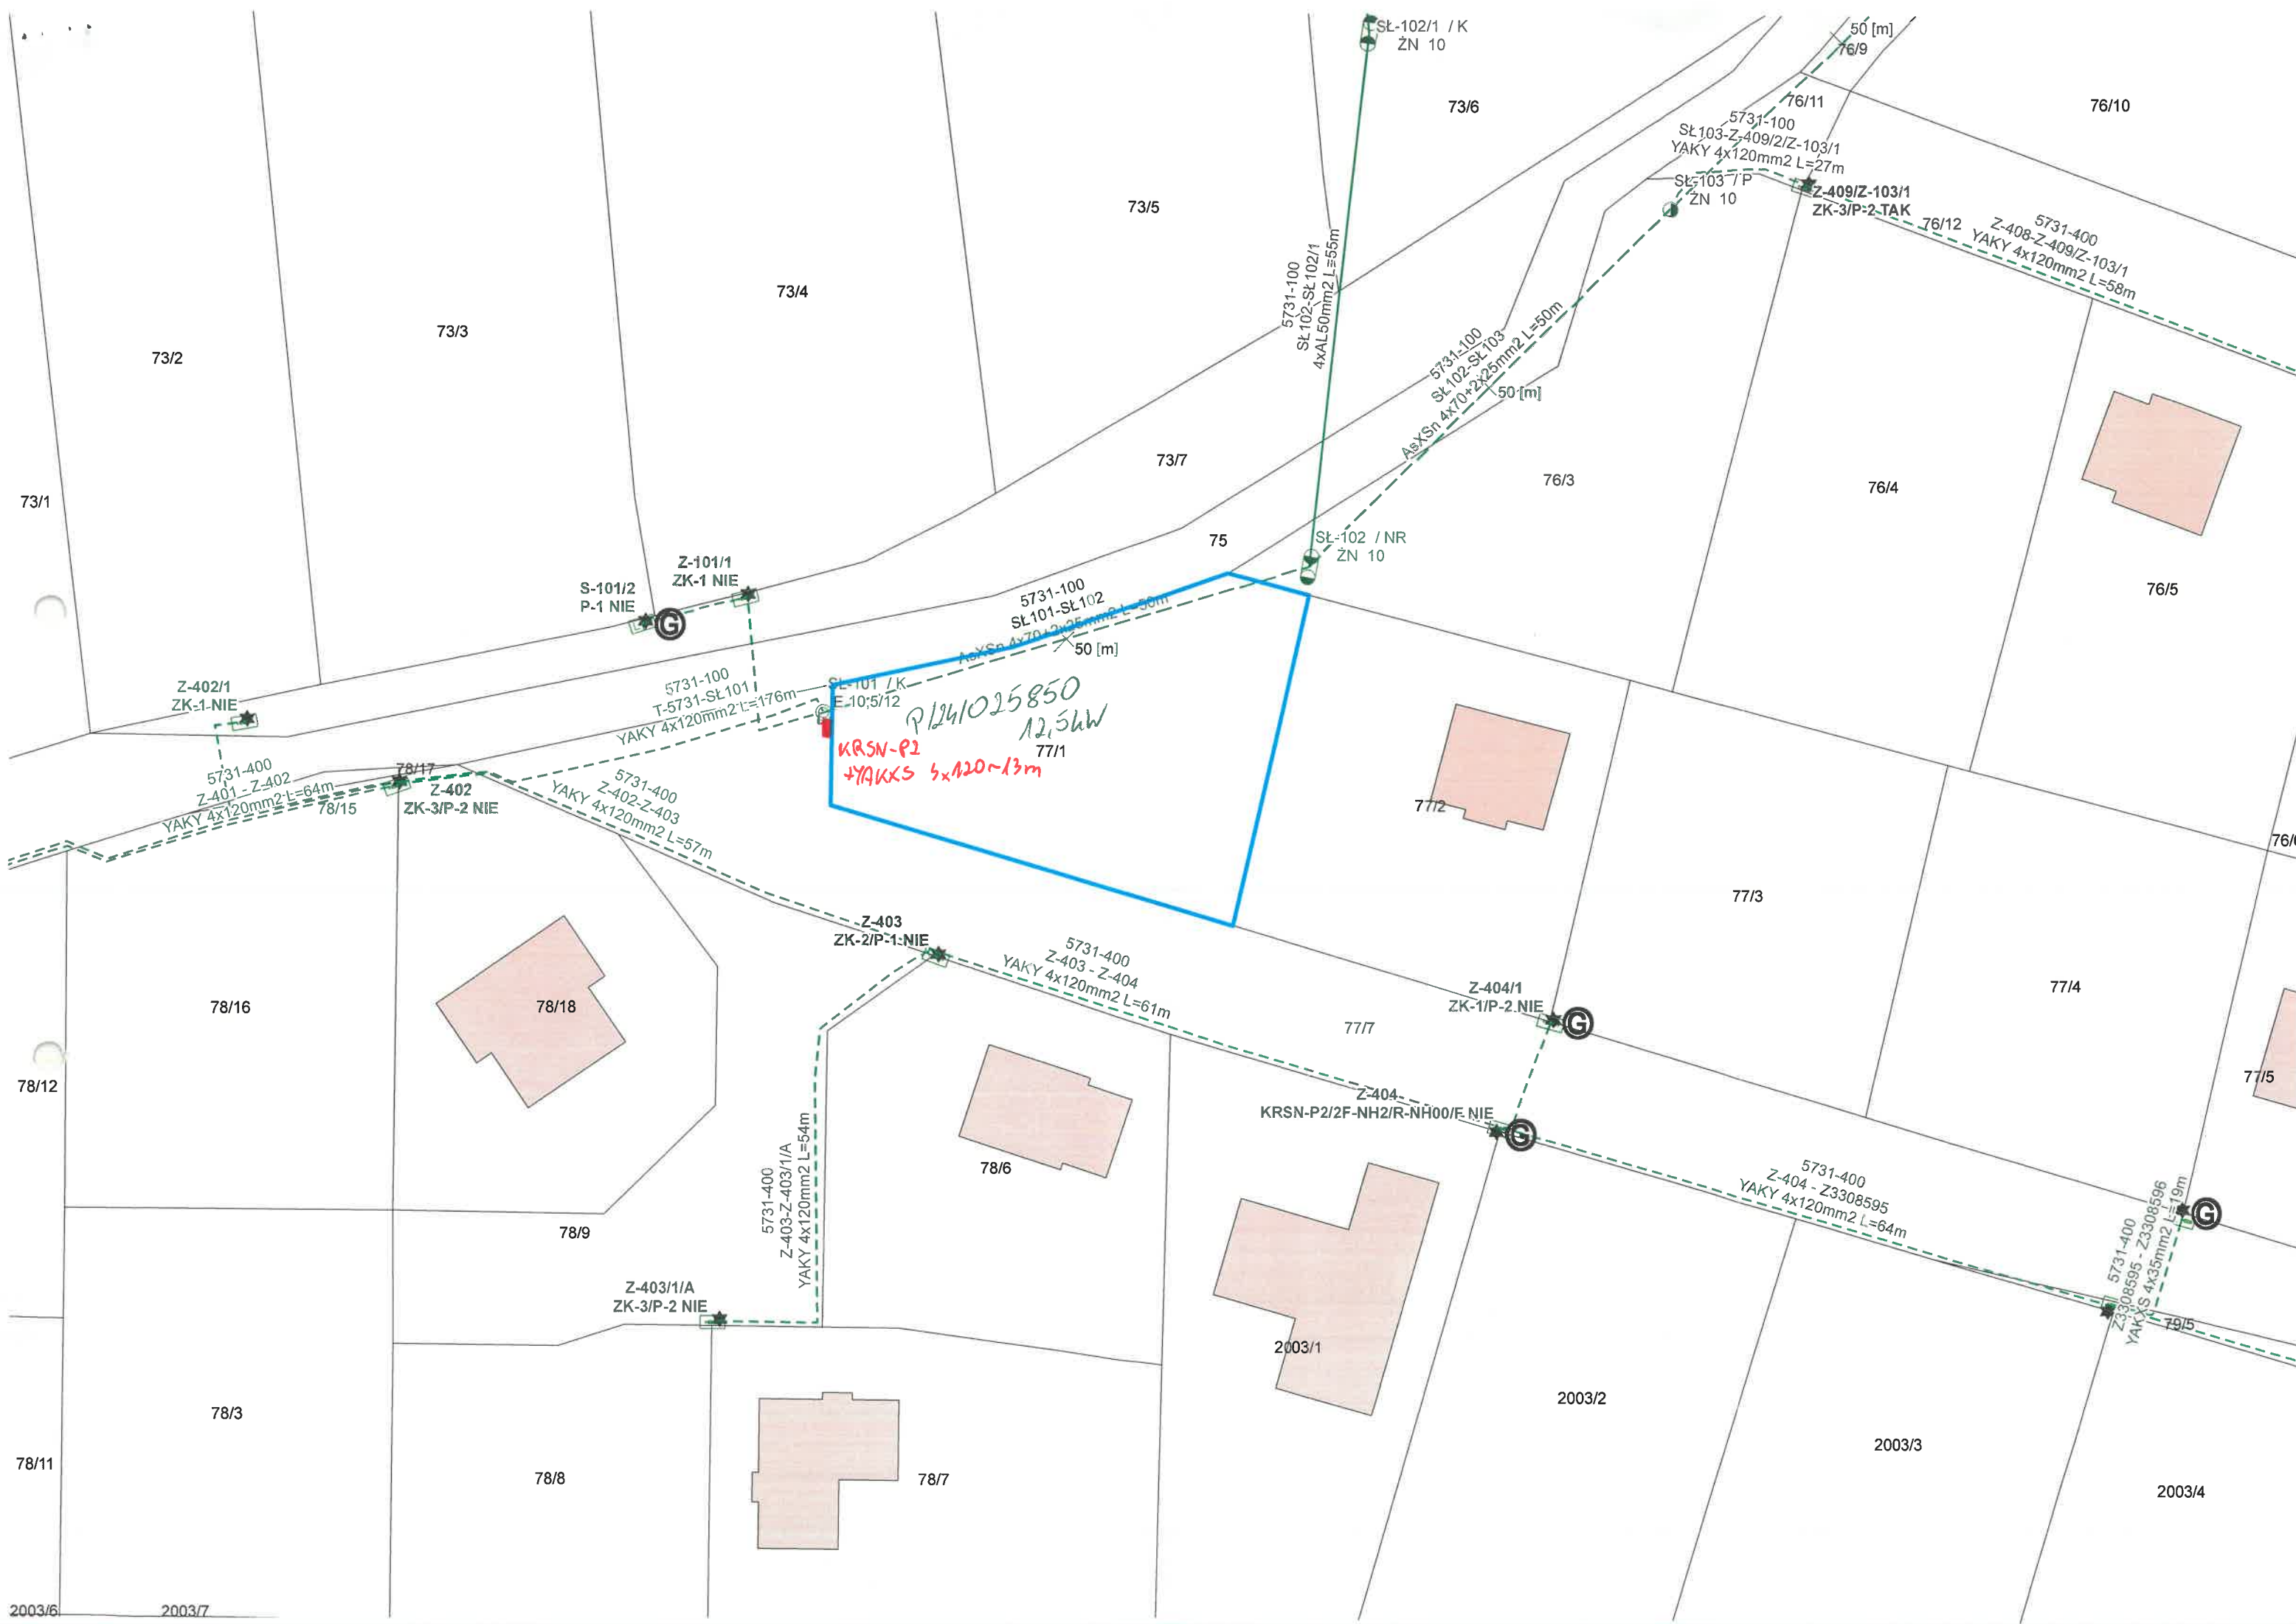 SŁ-102/1 / K
ŻN 10
50 [m]
76/9
73/6
76/11
76/10
5731-100
SŁ103-Z-409/2/Z-103/1
YAKY 4x120mm2 L=27m
SŁ-103 / P
ŻN 10
Z-409/Z-103/1
ZK-3/P-2 TAK
76/12
5731-400
Z-408-Z-409/Z-103/1
YAKY 4x120mm2 L=58m
73/5
73/4
73/3
73/2
73/1
5731-100
SŁ102-SŁ102/1
4xAL50mm2 L=55m
5731-100
SŁ102-SŁ103
AsXSn 4x70+2x25mm2 L=50m
50 [m]
73/7
76/3
76/4
75
SŁ-102 / NR
ŻN 10
76/5
Z-101/1
ZK-1 NIE
S-101/2
P-1 NIE
G
5731-100
SŁ101-SŁ102
AsXSn 4x70+2x25mm2 L=50m
50 [m]
Z-402/1
ZK-1 NIE
5731-100
T-5731-SŁ101
YAKY 4x120mm2 L=176m
SŁ-101 / K
E-10,5/12
P/24/025850
12,5kW
KRSN-P2
+YAKXS 4x120~13m
77/1
5731-400
Z-401 - Z-402
YAKY 4x120mm2 L=64m
78/17
78/15
Z-402
ZK-3/P-2 NIE
5731-400
Z-402-Z-403
YAKY 4x120mm2 L=57m
77/2
76/6
77/3
Z-403
ZK-2/P-1 NIE
5731-400
Z-403 - Z-404
YAKY 4x120mm2 L=61m
78/16
78/18
Z-404/1
ZK-1/P-2 NIE
G
77/4
77/7
78/12
77/5
Z-404
KRSN-P2/2F-NH2/R-NH00/F NIE
G
78/6
5731-400
Z-403-Z-403/1/A
YAKY 4x120mm2 L=54m
5731-400
Z-404 - Z3308595
YAKY 4x120mm2 L=64m
5731-400
Z3308595 - Z3308596
YAKXS 4x35mm2 L=19m
G
78/9
Z-403/1/A
ZK-3/P-2 NIE
79/5
2003/1
78/3
2003/2
2003/3
78/11
78/8
78/7
2003/4
2003/6
2003/7